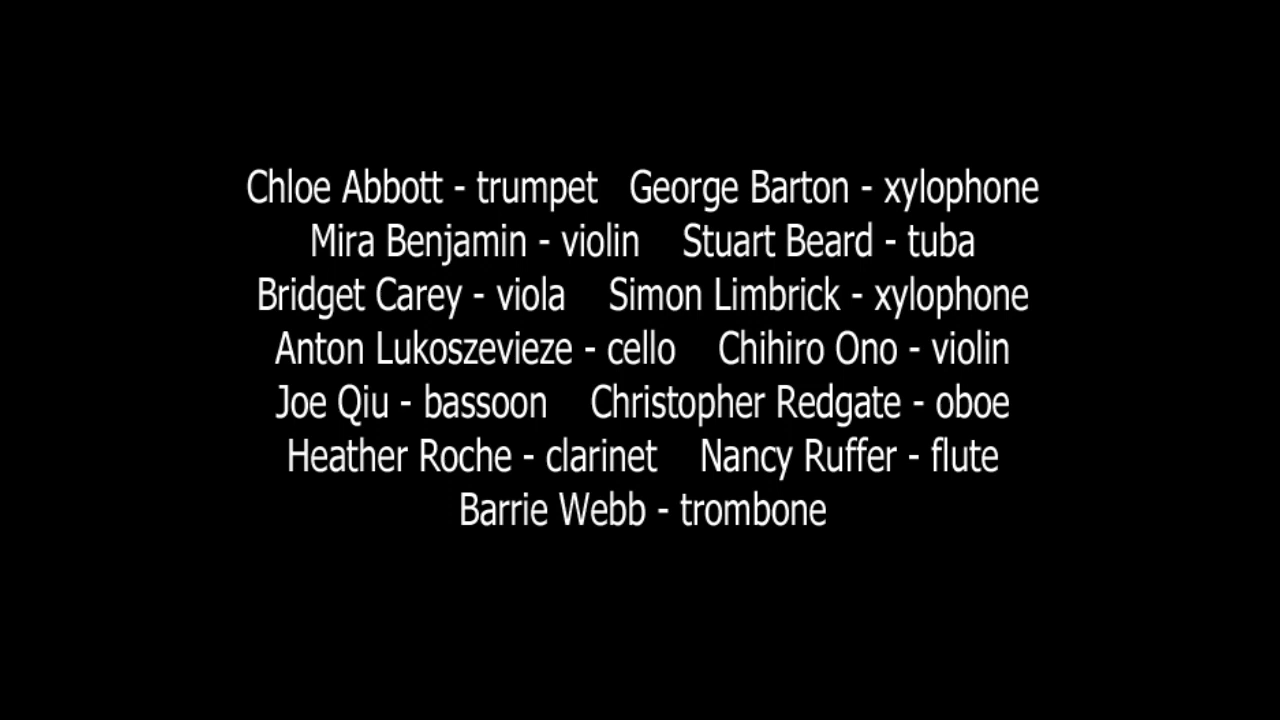 Chloe Abbott - trumpet George Barton - xylophone
Mira Benjamin - violin Stuart Beard - tuba
Bridget Carey - viola Simon Limbrick - xylophone
Anton Lukoszevieze - cello Chihiro Ono - violin
Joe Qiu - bassoon Christopher Redgate - oboe
Heather Roche - clarinet Nancy Ruffer - flute
Barrie Webb - trombone